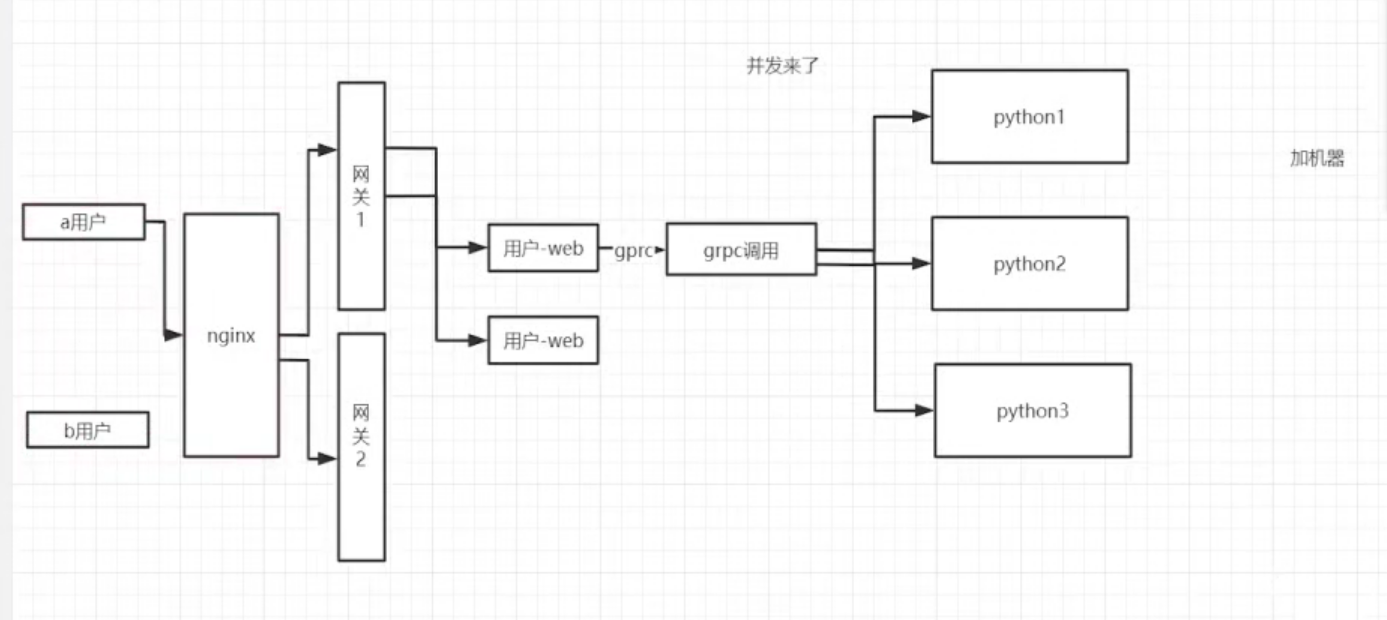 并发来了
python1
加机器
网关1
a用户
nginx
用户-web
gprc
grpc调用
python2
用户-web
b用户
网关2
python3